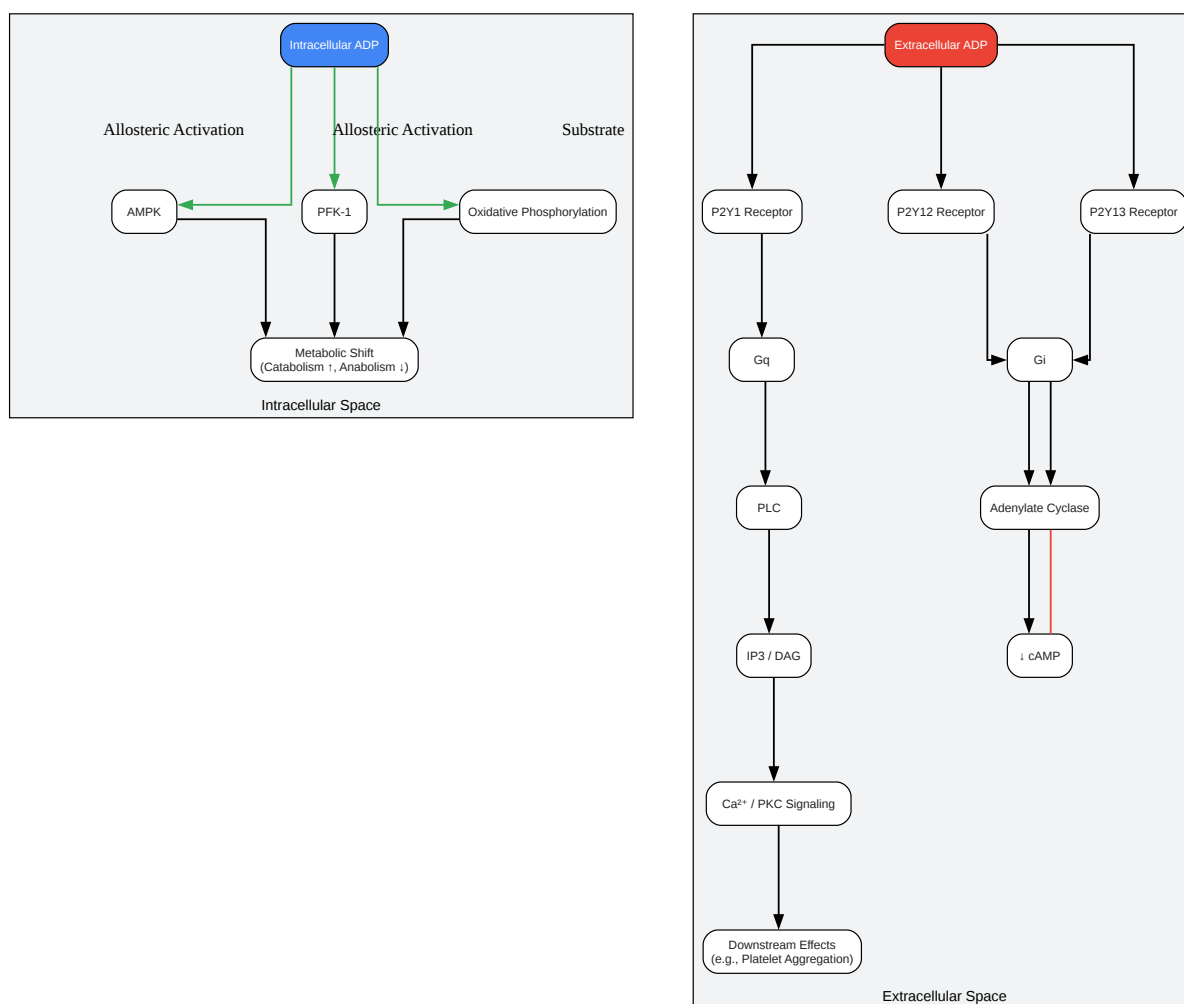 Intracellular ADP
Allosteric Activation
Allosteric Activation
Substrate
AMPK
PFK-1
Oxidative Phosphorylation
Metabolic Shift
(Catabolism ↑, Anabolism ↓)
Intracellular Space
Extracellular ADP
P2Y1 Receptor
P2Y12 Receptor
P2Y13 Receptor
Gq
Gi
PLC
Adenylate Cyclase
IP3 / DAG
↓ cAMP
Ca²⁺ / PKC Signaling
Downstream Effects
(e.g., Platelet Aggregation)
Extracellular Space